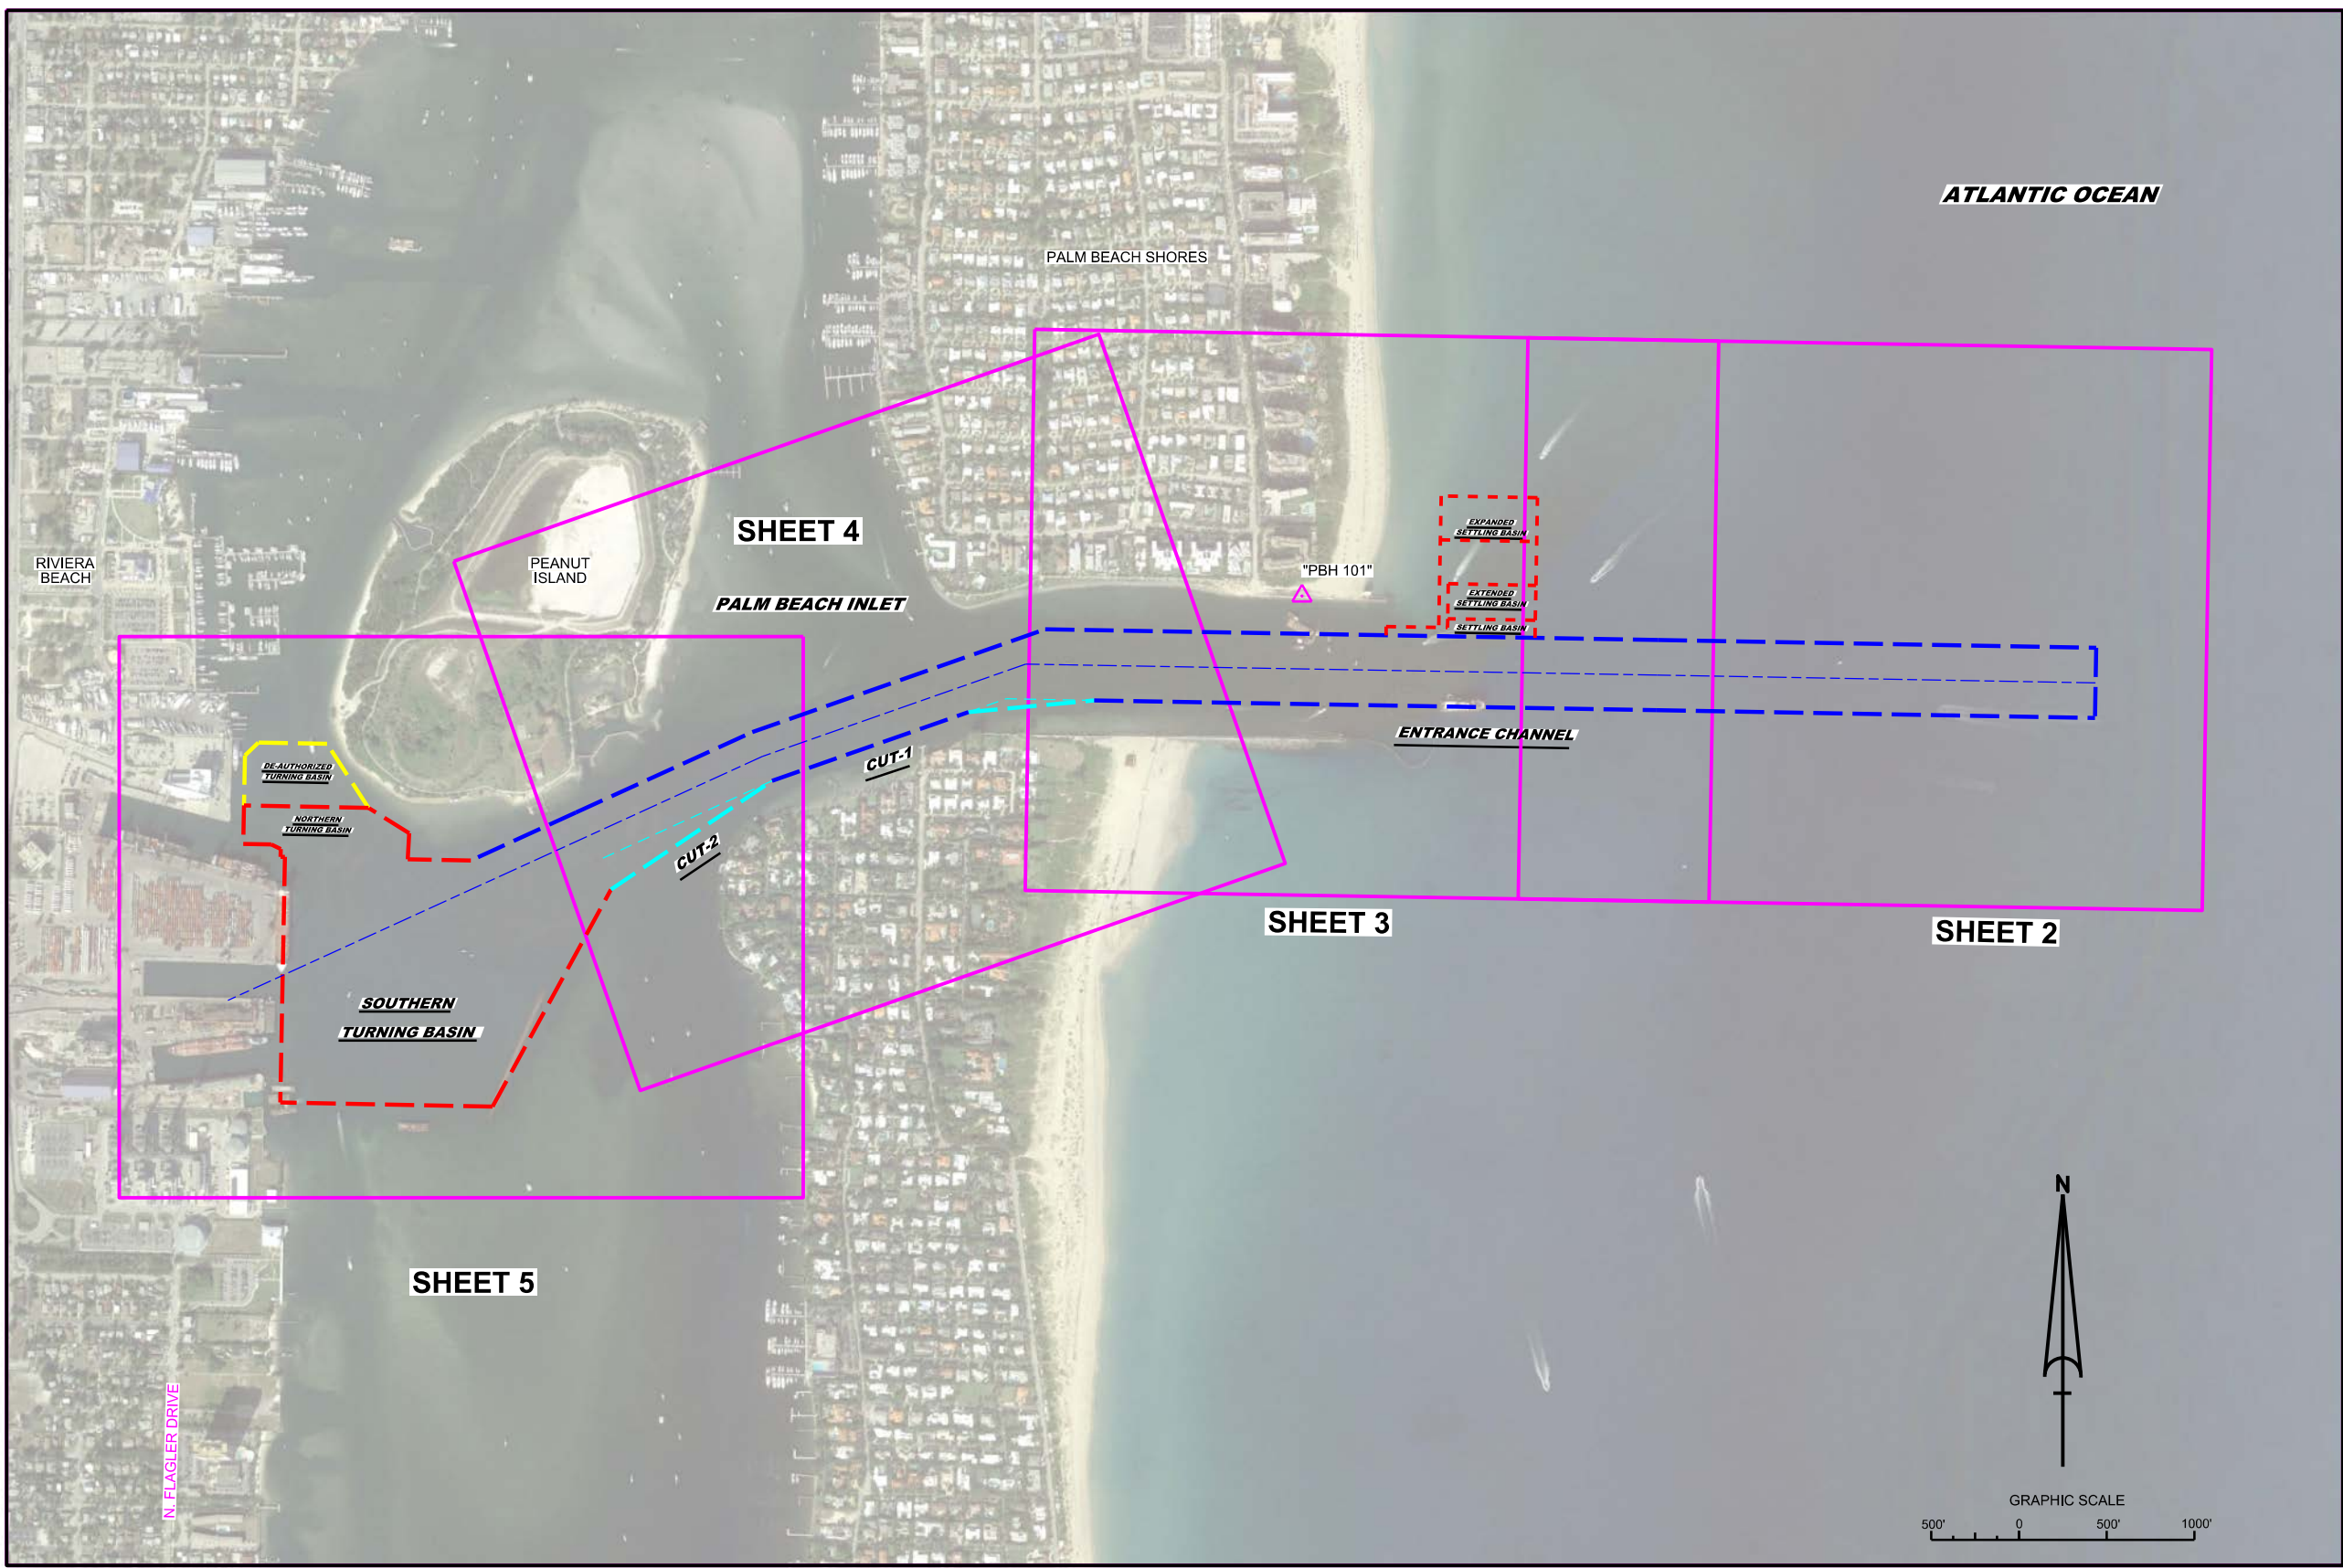 ATLANTIC OCEAN
PALM BEACH SHORES
SHEET 4
EXPANDED
SETTLING BASIN
RIVIERA
BEACH
PEANUT
ISLAND
"PBH 101"
EXTENDED
SETTLING BASIN
PALM BEACH INLET
SETTLING BASIN
ENTRANCE CHANNEL
CUT-1
DE-AUTHORIZED
TURNING BASIN
NORTHERN
TURNING BASIN
CUT-2
SHEET 3
SHEET 2
SOUTHERN
TURNING BASIN
N
SHEET 5
N. FLAGLER DRIVE
GRAPHIC SCALE
500' 0 500' 1000'